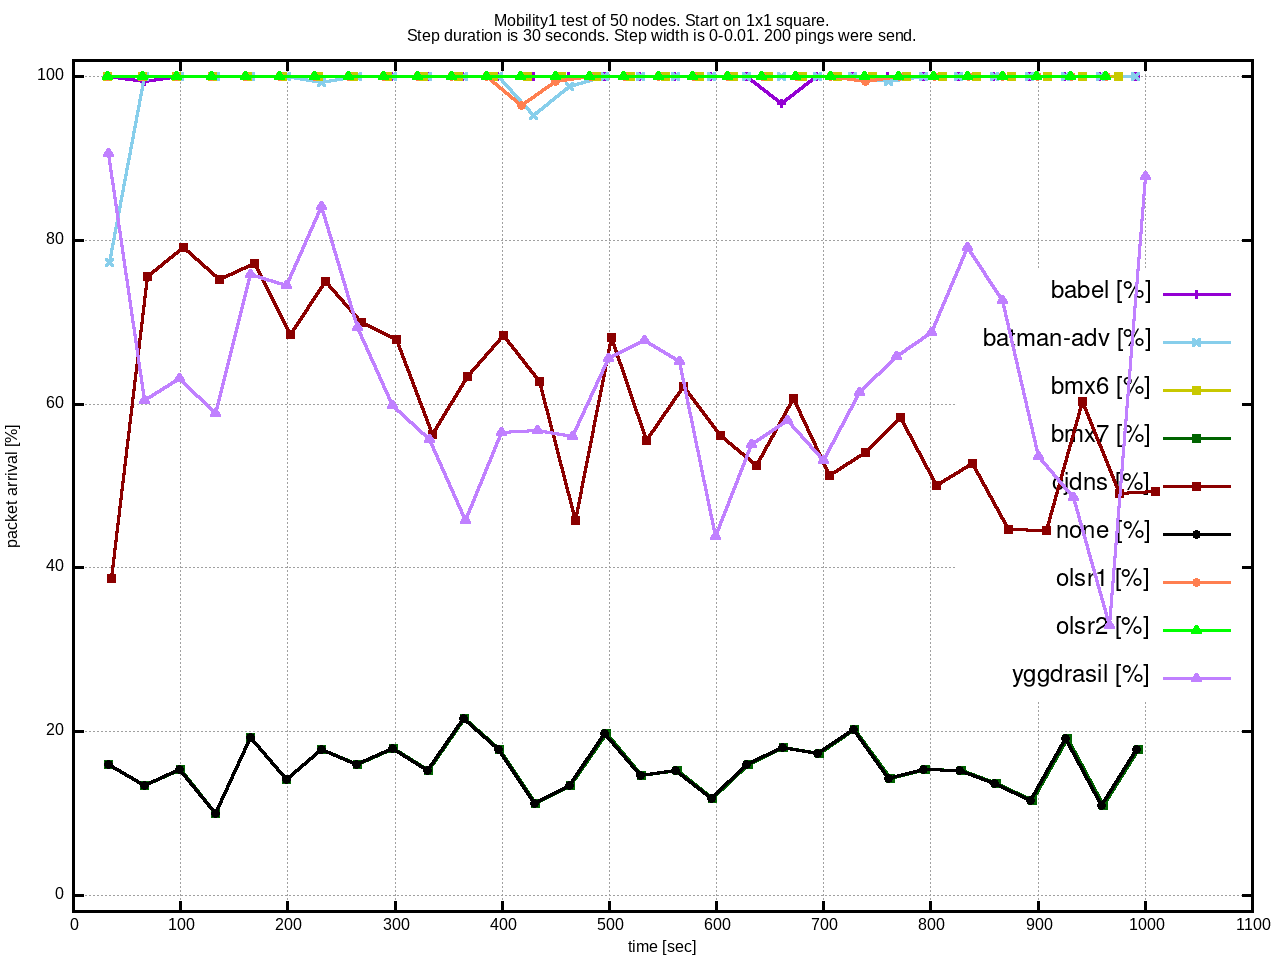 Mobility1 test of 50 nodes. Start on 1x1 square.
Step duration is 30 seconds. Step width is 0-0.01. 200 pings were send.
100
80
60
40
20
0
packet arrival [%]
babel [%]
batman-adv [%]
bmx6 [%]
bmx7 [%]
cjdns [%]
none [%]
olsr1 [%]
olsr2 [%]
yggdrasil [%]
0 100 200 300 400 500 600 700 800 900 1000 1100
time [sec]